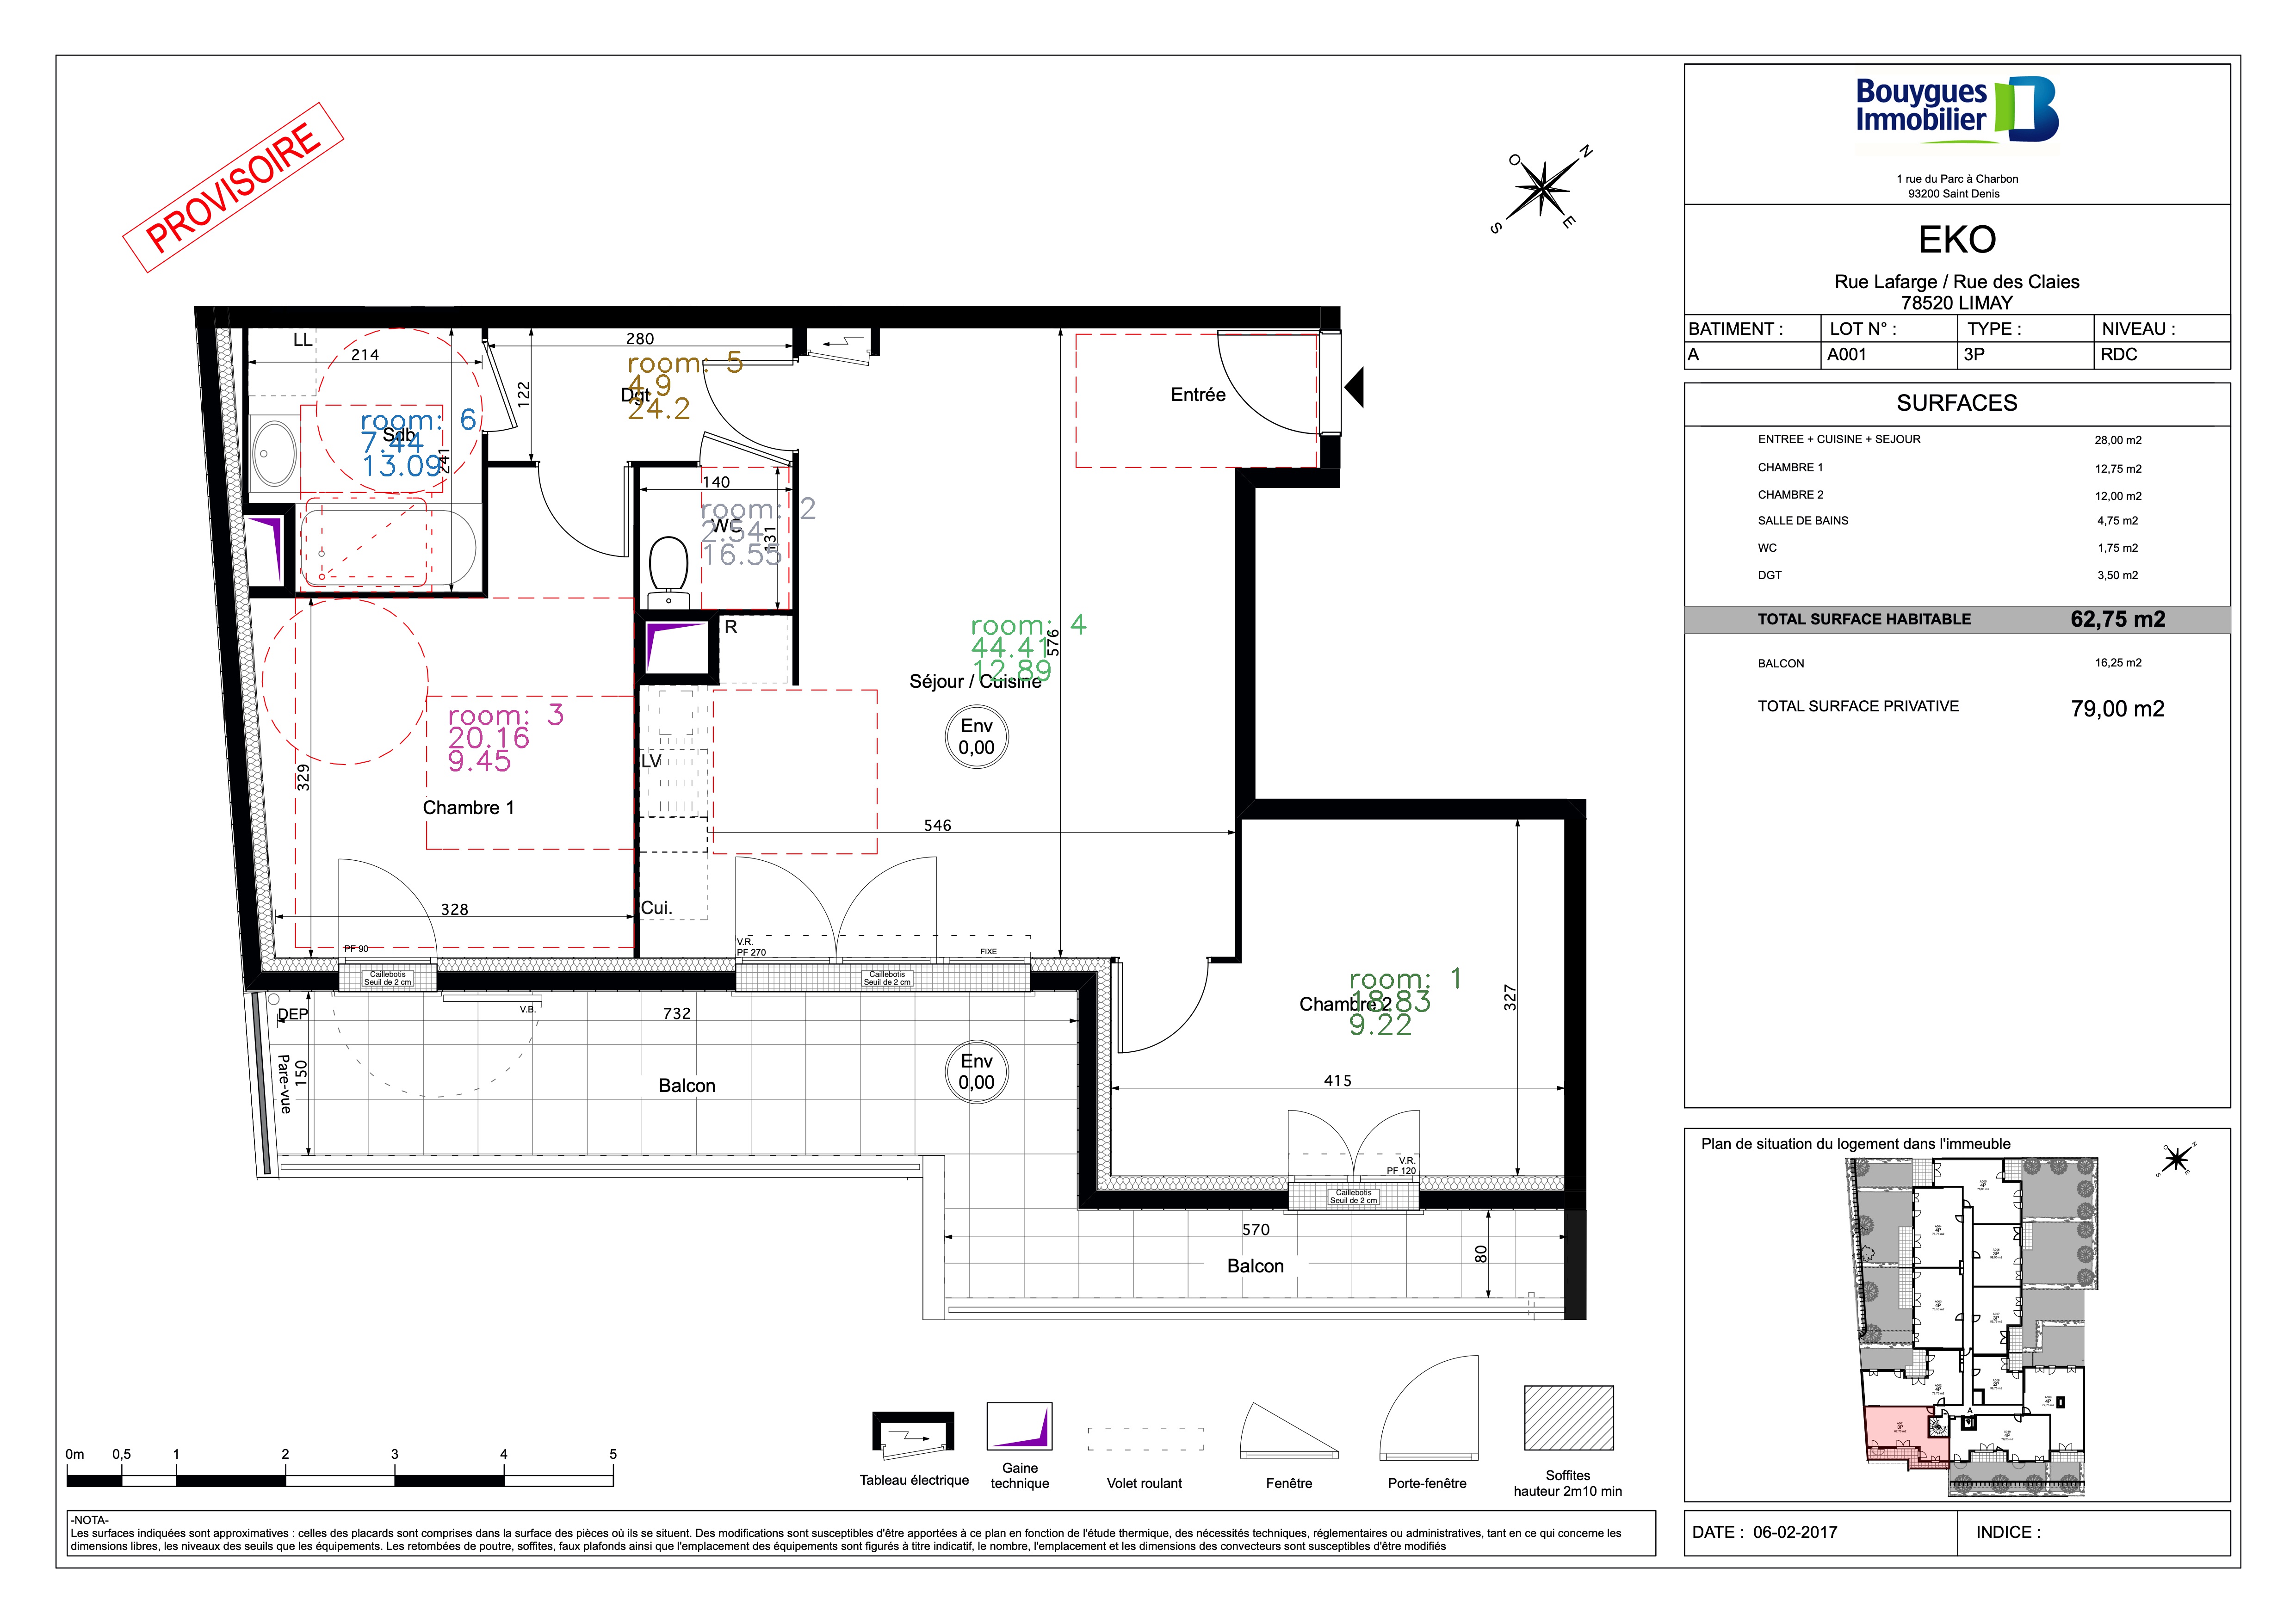 PROVISOIRE
O
N
S
E
Bouygues
Immobilier
1 rue du Parc à Charbon
93200 Saint Denis
EKO
Rue Lafarge / Rue des Claies
78520 LIMAY
BATIMENT :
LOT N° :
TYPE :
NIVEAU :
A
A001
3P
RDC
SURFACES
ENTREE + CUISINE + SEJOUR
28,00 m2
CHAMBRE 1
12,75 m2
CHAMBRE 2
12,00 m2
SALLE DE BAINS
4,75 m2
WC
1,75 m2
DGT
3,50 m2
TOTAL SURFACE HABITABLE
62,75 m2
BALCON
16,25 m2
TOTAL SURFACE PRIVATIVE
79,00 m2
LL
214
280
122
room: 5
4.9
24.2
Dgt
Entrée
room: 6
7.44
13.09
Sdb
241
140
room: 2
2.54
16.55
WC
131
R
room: 4
44.41
12.89
576
Séjour / Cuisine
Env
0,00
room: 3
20.16
9.45
LV
329
Chambre 1
546
328
Cui.
PF 90
V.R.
PF 270
FIXE
Caillebotis
Seuil de 2 cm
Caillebotis
Seuil de 2 cm
room: 1
18.83
9.22
Chambre 2
327
DEP
V.B.
732
Pare-vue
150
Balcon
Env
0,00
415
V.R.
PF 120
Caillebotis
Seuil de 2 cm
570
Balcon
80
Plan de situation du logement dans l'immeuble
O
N
S
E
A
0m
0,5
1
2
3
4
5
Tableau électrique
Gaine
technique
Volet roulant
Fenêtre
Porte-fenêtre
Soffites
hauteur 2m10 min
-NOTA-
Les surfaces indiquées sont approximatives : celles des placards sont comprises dans la surface des pièces où ils se situent. Des modifications sont susceptibles d'être apportées à ce plan en fonction de l'étude thermique, des nécessités techniques, réglementaires ou administratives, tant en ce qui concerne les
dimensions libres, les niveaux des seuils que les équipements. Les retombées de poutre, soffites, faux plafonds ainsi que l'emplacement des équipements sont figurés à titre indicatif, le nombre, l'emplacement et les dimensions des convecteurs sont susceptibles d'être modifiés
DATE : 06-02-2017
INDICE :